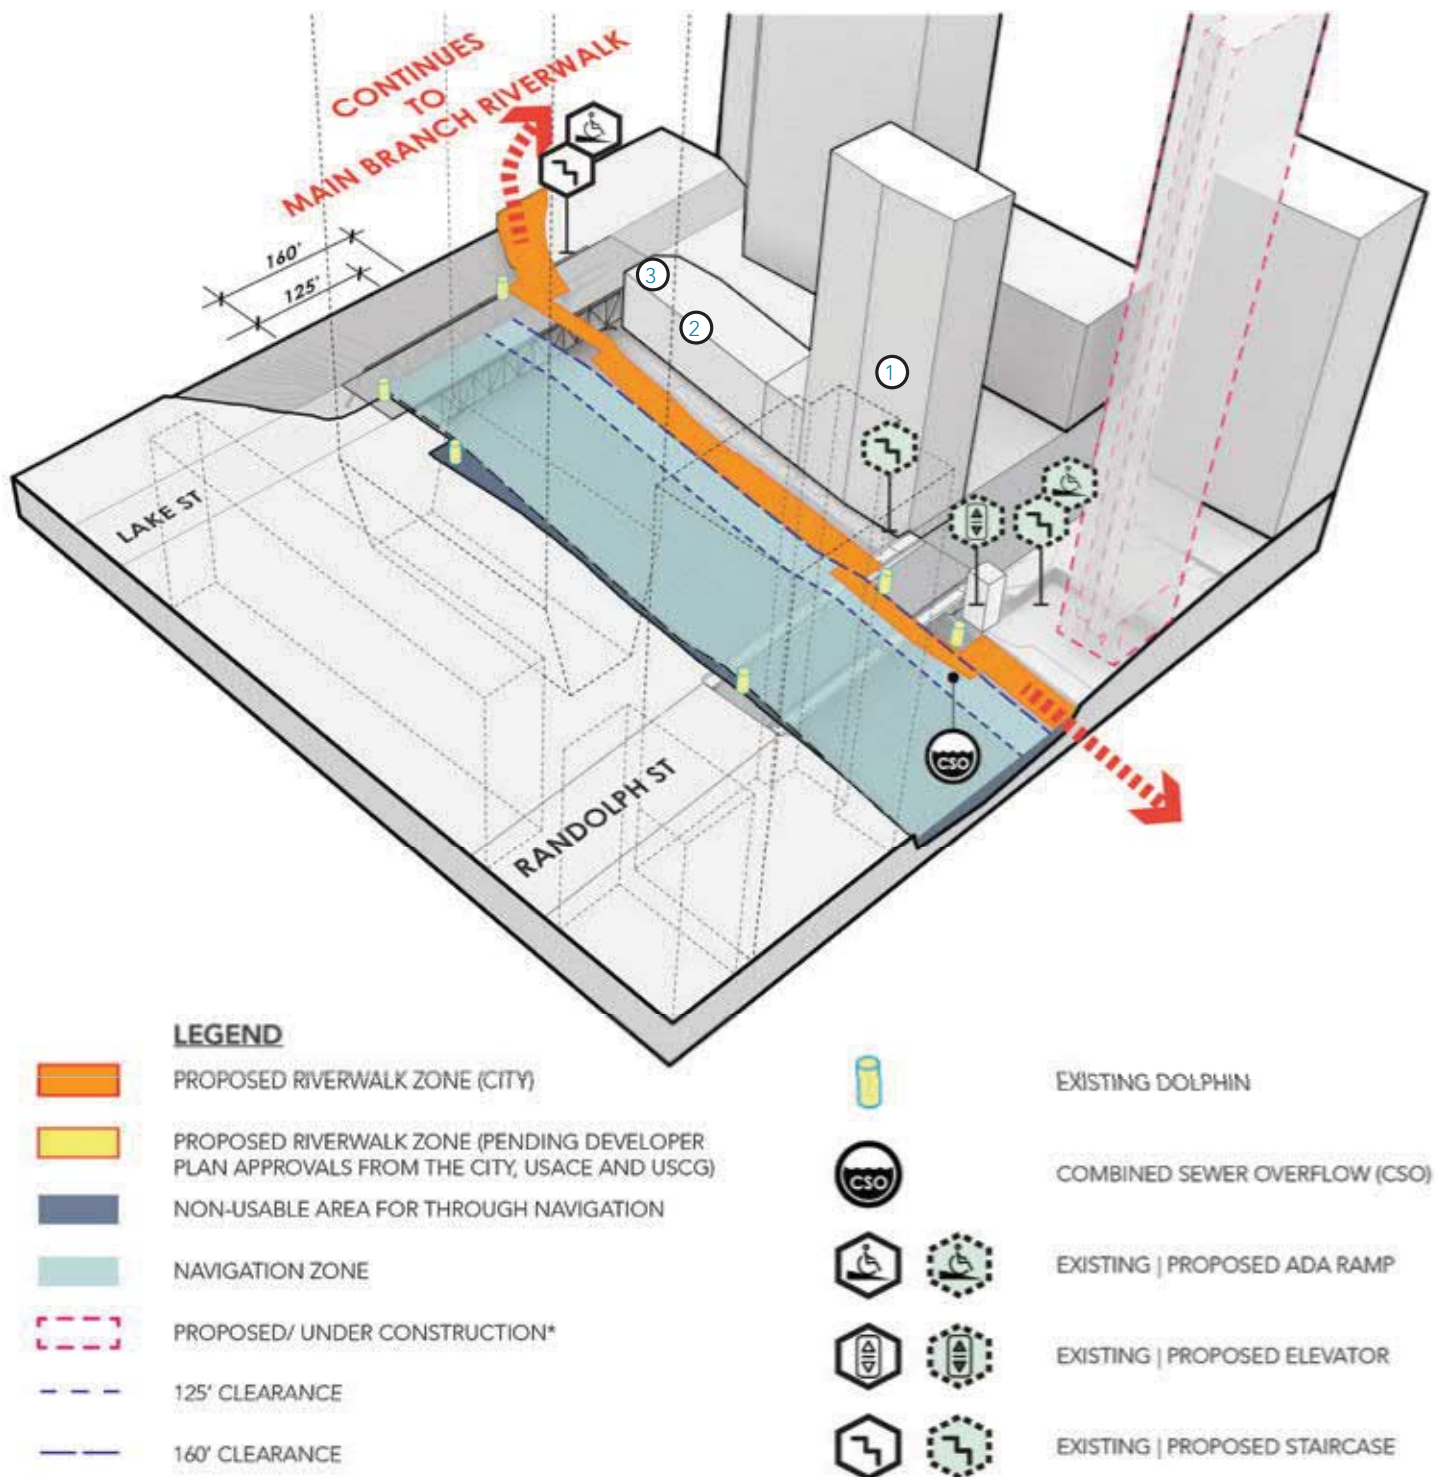 CONTINUES
TO
MAIN BRANCH RIVERWALK
160'
125'
3
2
1
LAKE ST
RANDOLPH ST
CSO
LEGEND
PROPOSED RIVERWALK ZONE (CITY)
PROPOSED RIVERWALK ZONE (PENDING DEVELOPER
PLAN APPROVALS FROM THE CITY, USACE AND USCG)
NON-USABLE AREA FOR THROUGH NAVIGATION
NAVIGATION ZONE
PROPOSED/ UNDER CONSTRUCTION*
125' CLEARANCE
160' CLEARANCE
EXISTING DOLPHIN
CSO
COMBINED SEWER OVERFLOW (CSO)
EXISTING | PROPOSED ADA RAMP
EXISTING | PROPOSED ELEVATOR
EXISTING | PROPOSED STAIRCASE